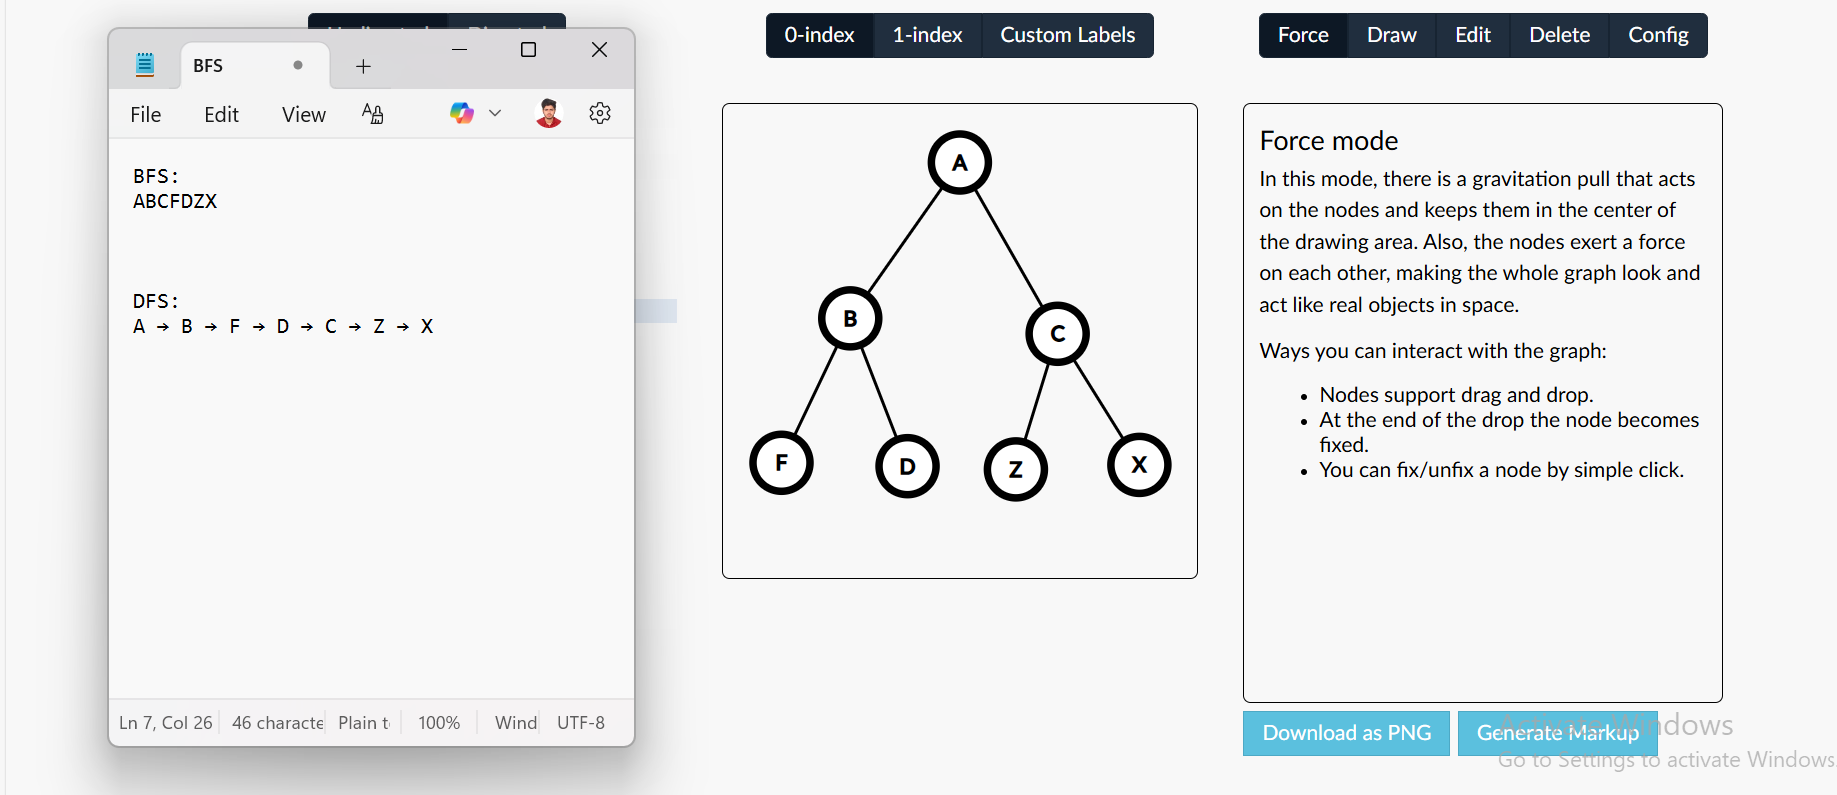 BFS
File
Edit
View
BFS:
ABCFDZX
DFS:
A → B → F → D → C → Z → X
Ln 7, Col 26
46 characte
Plain t
100%
Wind
UTF-8
0-index
1-index
Custom Labels
A
B
C
F
D
Z
X
Force
Draw
Edit
Delete
Config
Force mode
In this mode, there is a gravitation pull that acts
on the nodes and keeps them in the center of
the drawing area. Also, the nodes exert a force
on each other, making the whole graph look and
act like real objects in space.
Ways you can interact with the graph:
• Nodes support drag and drop.
• At the end of the drop the node becomes
fixed.
• You can fix/unfix a node by simple click.
Download as PNG
Generate Markup
Activate Windows
Go to Settings to activate Windows.